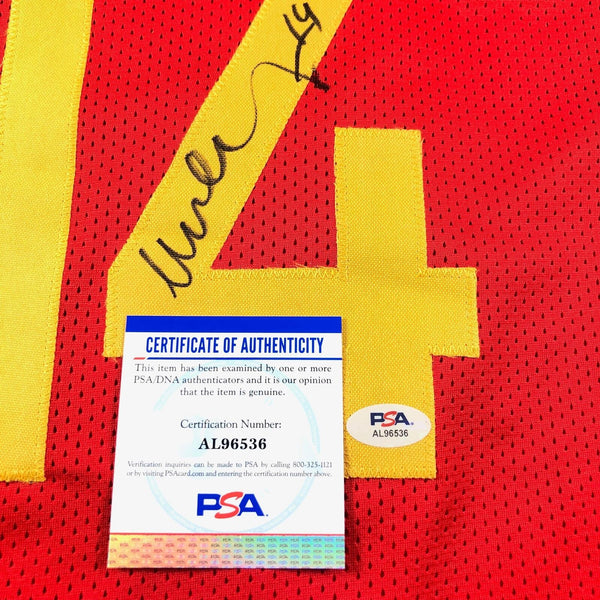 14
14
CERTIFICATE OF AUTHENTICITY
This item has been examined by one or more
PSA/DNA authenticators and it is our opinion
that the item is genuine.
Certification Number:
AL96536
Verification inquiries can be made to PSA by calling 800-325-1121
or by visiting PSAcard.com and entering the certification number above.
PSA
PSA
AL96536